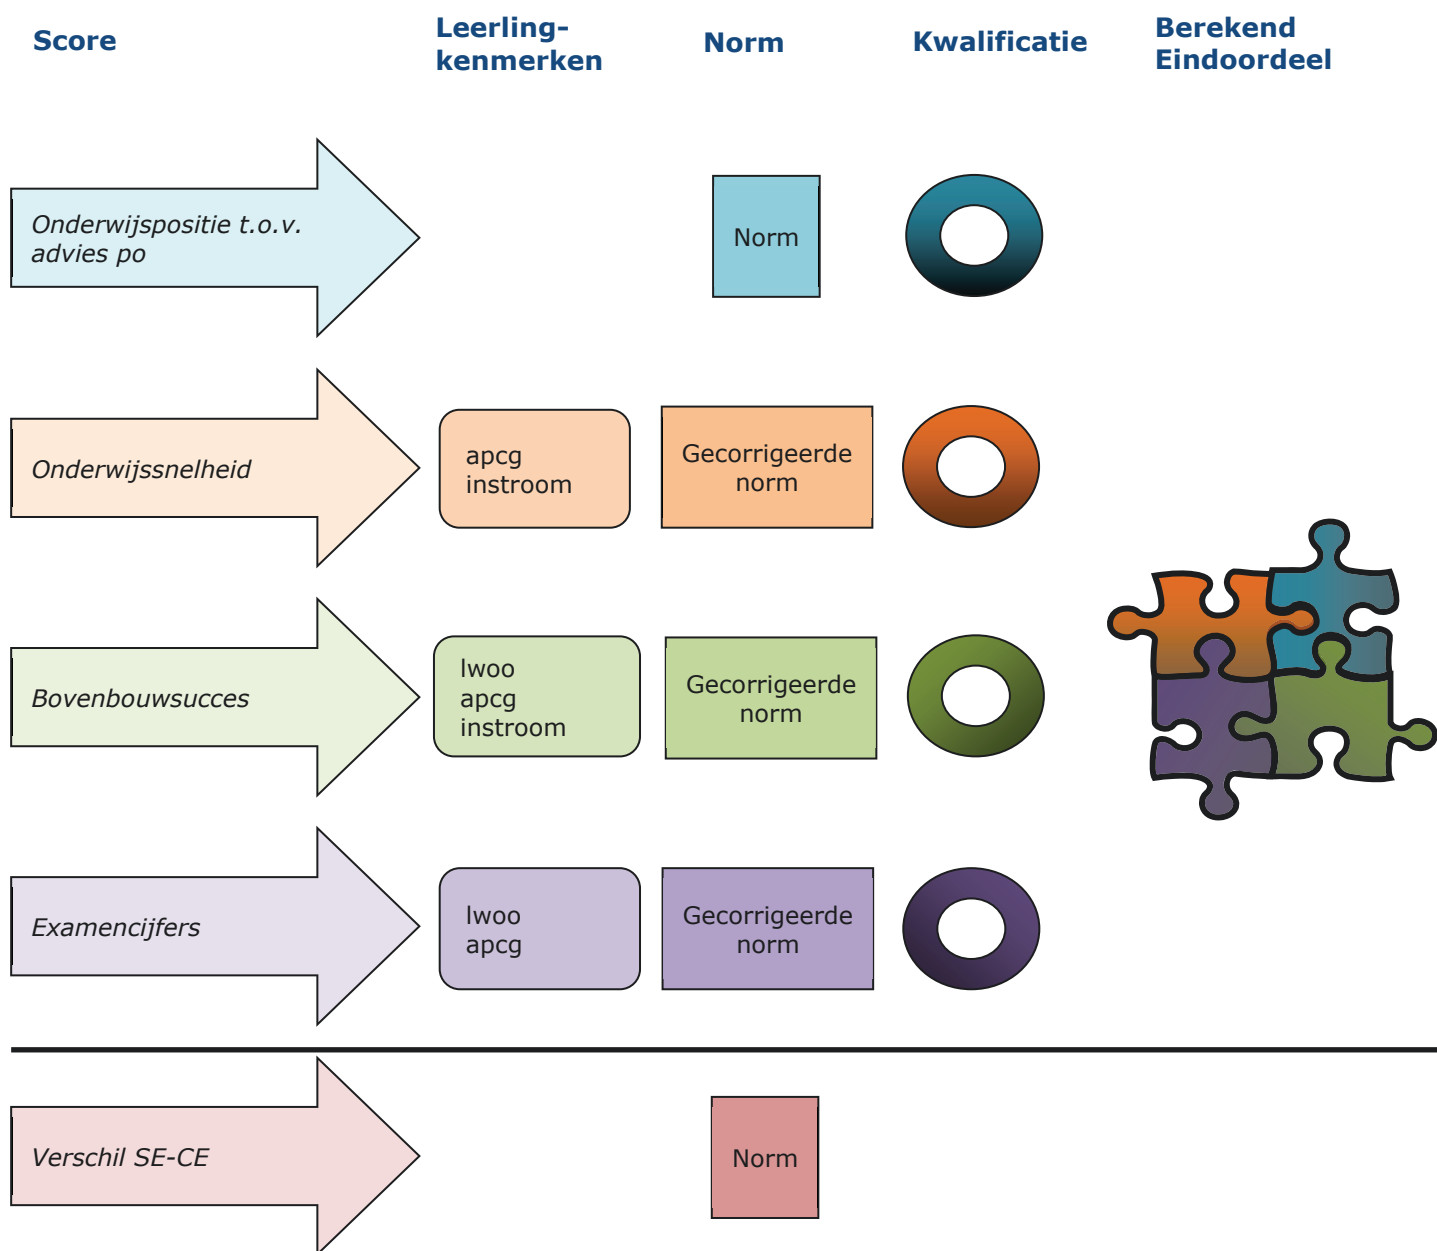 Score
Leerling-
kenmerken
Norm
Kwalificatie
Berekend
Eindoordeel
Onderwijspositie t.o.v.
advies po
Norm
Onderwijssnelheid
apcg
instroom
Gecorrigeerde
norm
Bovenbouwsucces
lwoo
apcg
instroom
Gecorrigeerde
norm
Examencijfers
lwoo
apcg
Gecorrigeerde
norm
Verschil SE-CE
Norm